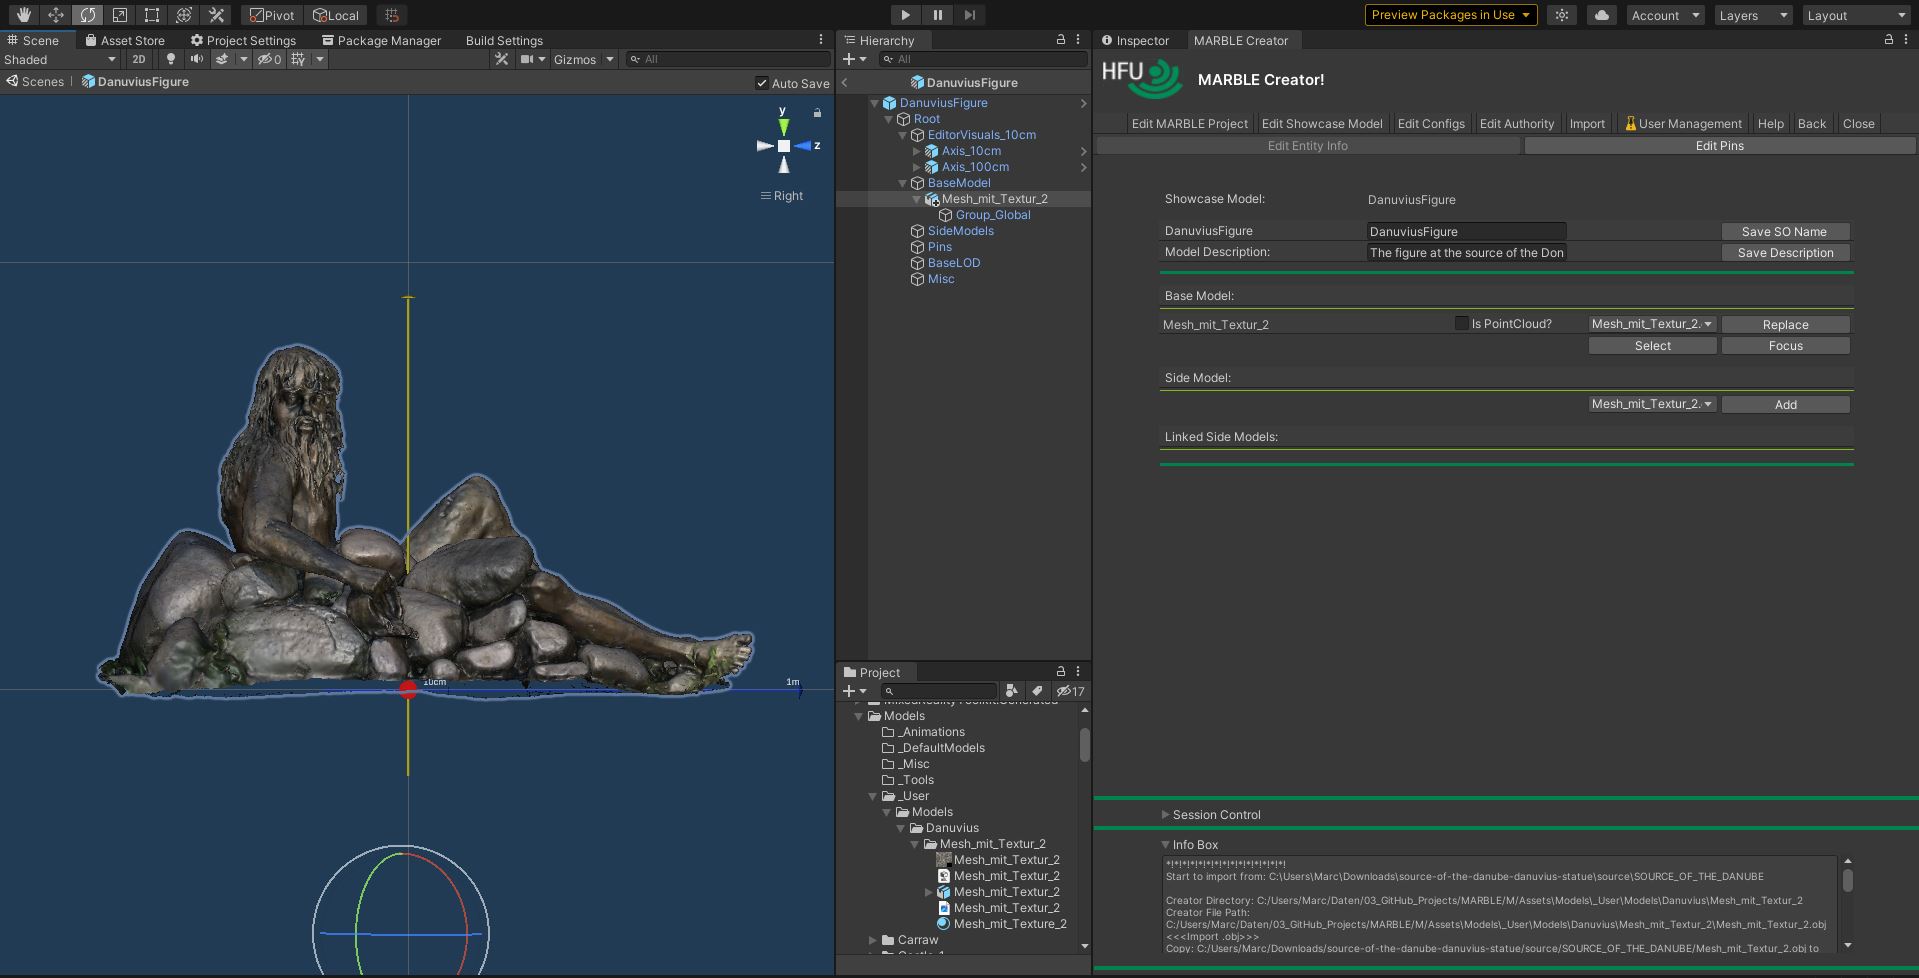 Pivot Local
Preview Packages in Use Account Layers Layout
Scene Asset Store Project Settings Package Manager Build Settings
Shaded 2D 0 Gizmos All
Scenes DanuviusFigure Auto Save
y
z
Right
10cm
1m
Hierarchy
All
DanuviusFigure
DanuviusFigure
Root
EditorVisuals_10cm
Axis_10cm
Axis_100cm
BaseModel
Mesh_mit_Textur_2
Group_Global
SideModels
Pins
BaseLOD
Misc
Project
17
Models
_Animations
_DefaultModels
_Misc
_Tools
_User
Models
Danuvius
Mesh_mit_Textur_2
Mesh_mit_Textur_2
Mesh_mit_Textur_2
Mesh_mit_Textur_2
Mesh_mit_Textur_2
Mesh_mit_Texture_2
Carraw
Inspector MARBLE Creator
HFU MARBLE Creator!
Edit MARBLE Project Edit Showcase Model Edit Configs Edit Authority Import User Management Help Back Close
Edit Entity Info Edit Pins
Showcase Model: DanuviusFigure
DanuviusFigure DanuviusFigure Save SO Name
Model Description: The figure at the source of the Don Save Description
Base Model:
Mesh_mit_Textur_2 Is PointCloud? Mesh_mit_Textur_2. Replace
Select Focus
Side Model:
Mesh_mit_Textur_2. Add
Linked Side Models:
Session Control
Info Box
Start to import from: C:\Users\Marc\Downloads\source-of-the-danube-danuvius-statue\source\SOURCE_OF_THE_DANUBE
Creator Directory: C:/Users/Marc/Daten/03_GitHub_Projects/MARBLE/M/Assets\Models\_User\Models\Danuvius\Mesh_mit_Textur_2
Creator File Path:
C:/Users/Marc/Daten/03_GitHub_Projects/MARBLE/M/Assets\Models\_User\Models\Danuvius\Mesh_mit_Textur_2\Mesh_mit_Textur_2.obj
<<<Import .obj>>>
Copy: C:/Users/Marc/Downloads/source-of-the-danube-danuvius-statue/source/SOURCE_OF_THE_DANUBE/Mesh_mit_Textur_2.obj to